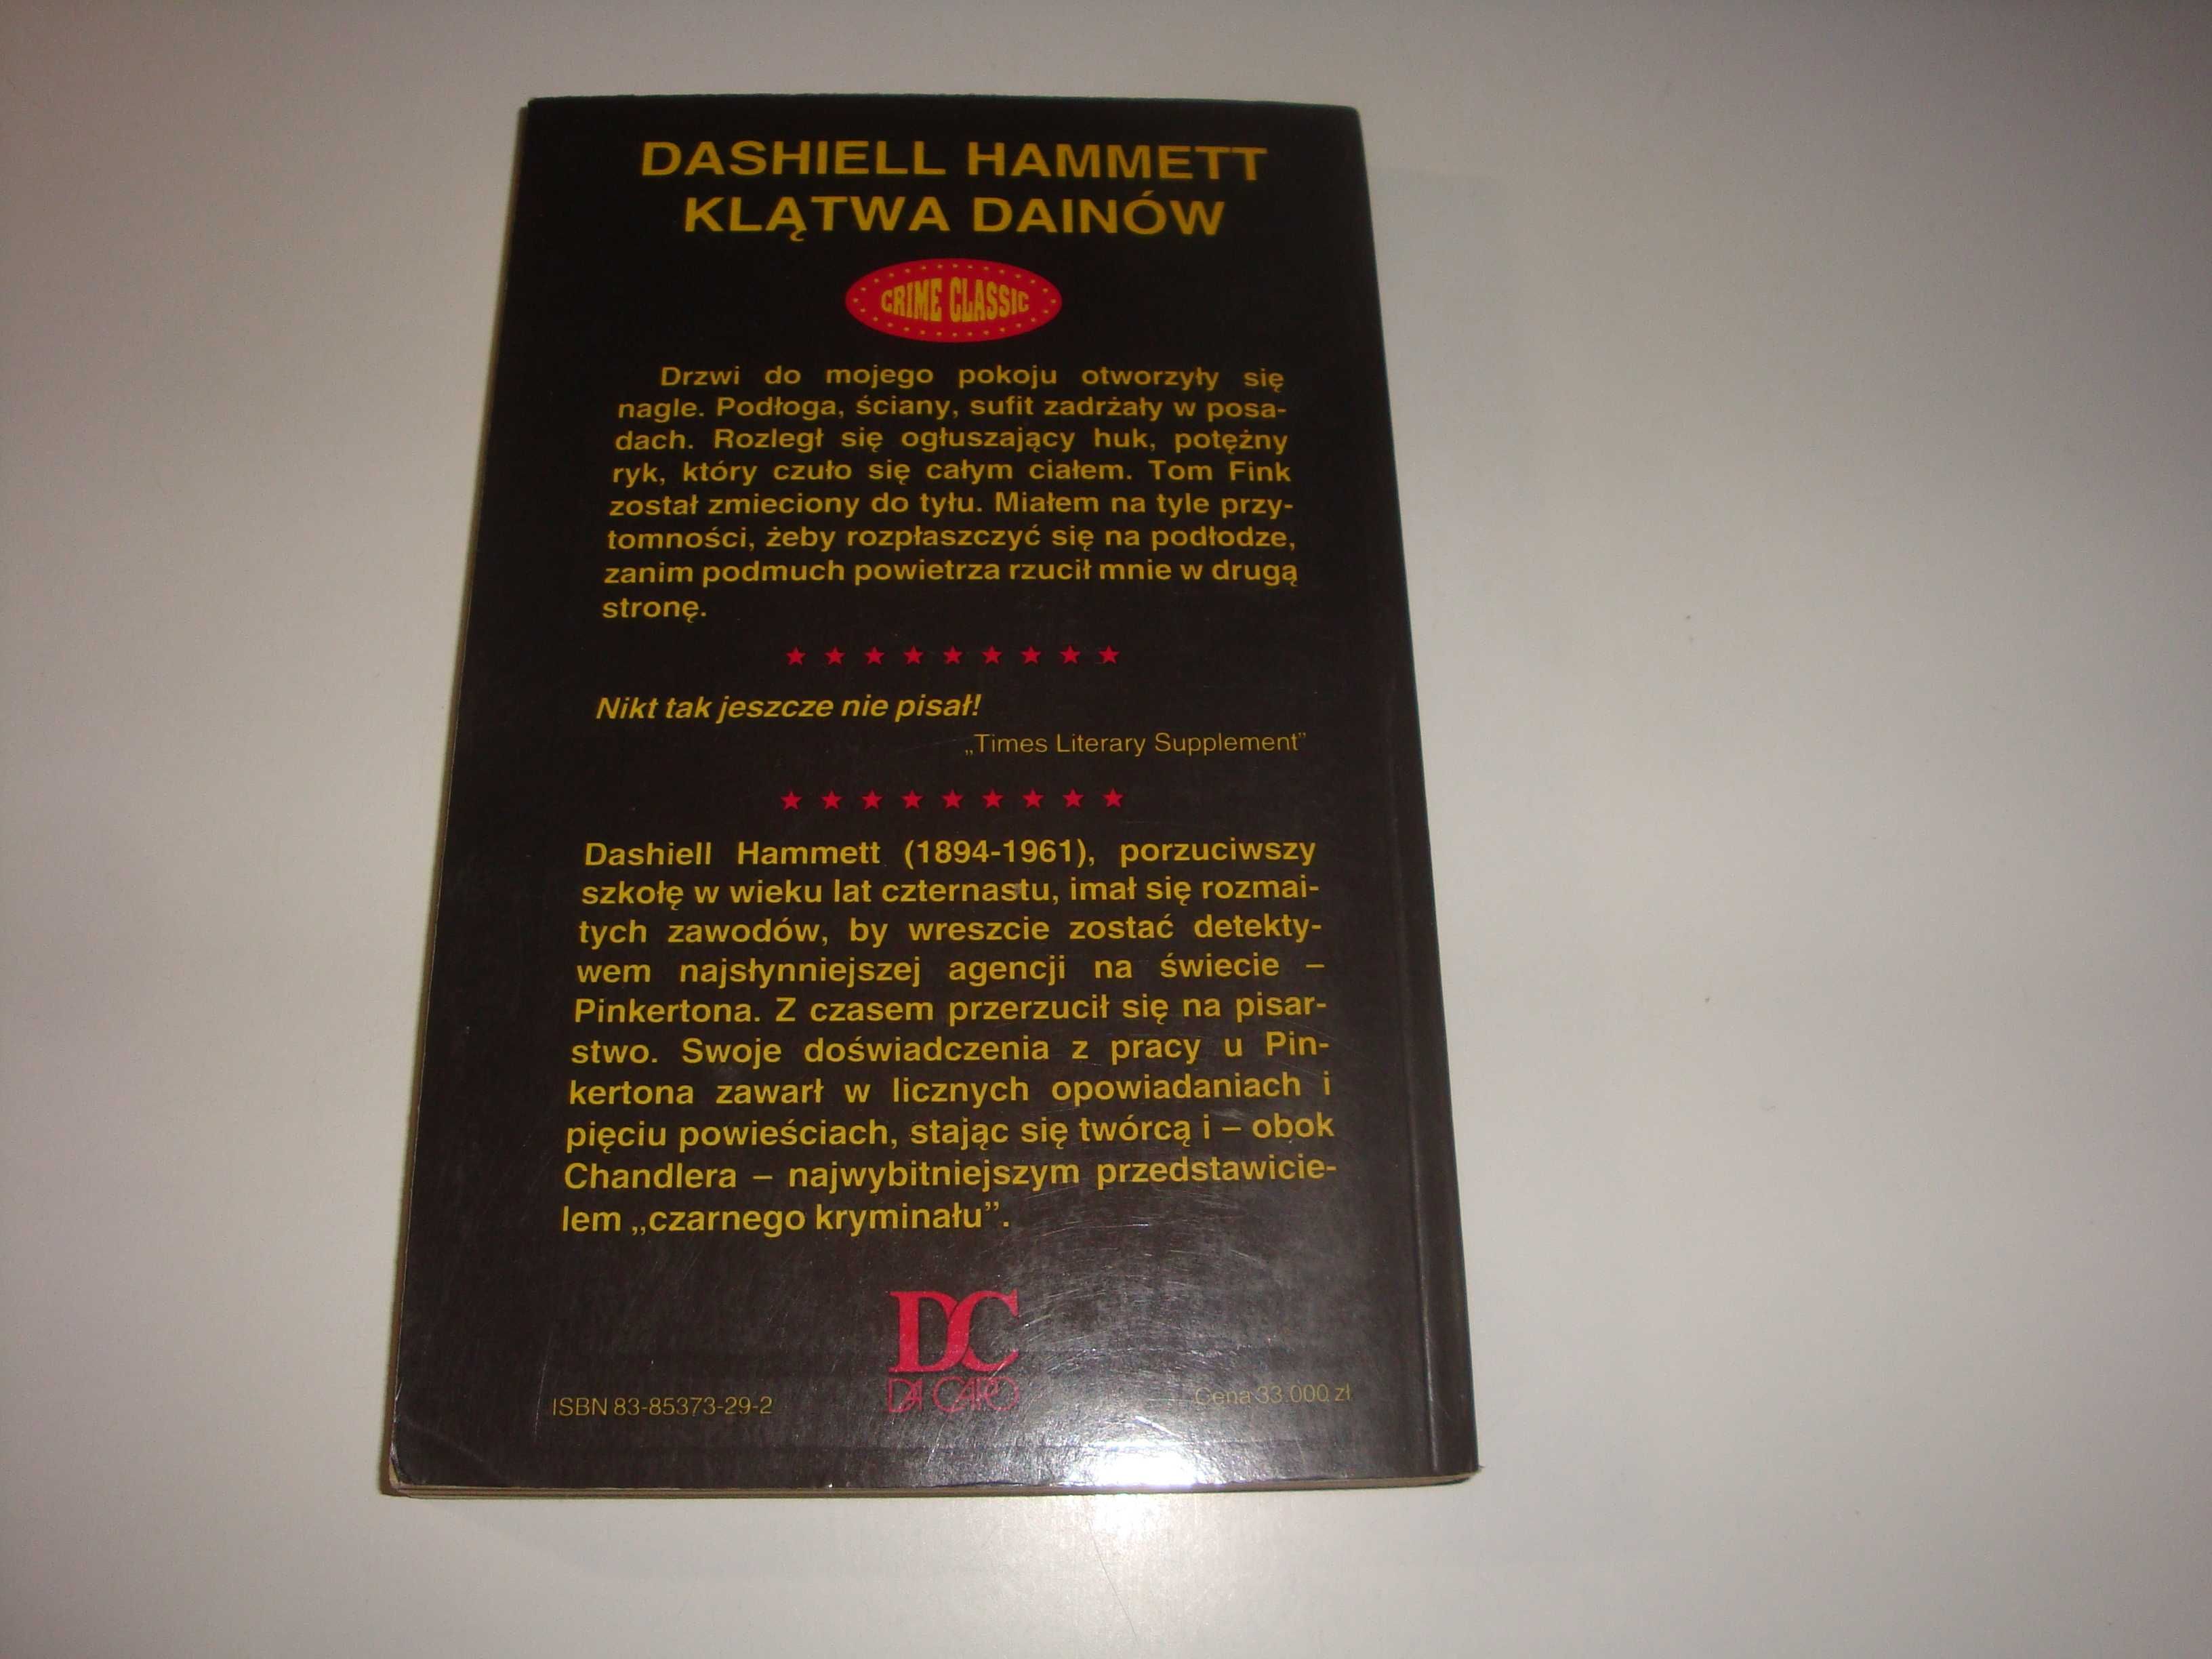 DASHIELL HAMMETT
KLĄTWA DAINÓW
CRIME CLASSIC
Drzwi do mojego pokoju otworzyły się
nagle. Podłoga, ściany, sufit zadrżały w posa-
dach. Rozległ się ogłuszający huk, potężny
ryk, który czuło się całym ciałem. Tom Fink
został zmieciony do tyłu. Miałem na tyle przy-
tomności, żeby rozpłaszczyć się na podłodze,
zanim podmuch powietrza rzucił mnie w drugą
stronę.
Nikt tak jeszcze nie pisał!
„Times Literary Supplement”
Dashiell Hammett (1894-1961), porzuciwszy
szkołę w wieku lat czternastu, imał się rozmai-
tych zawodów, by wreszcie zostać detekty-
wem najsłynniejszej agencji na świecie –
Pinkertona. Z czasem przerzucił się na pisar-
stwo. Swoje doświadczenia z pracy u Pin-
kertona zawarł w licznych opowiadaniach i
pięciu powieściach, stając się twórcą i – obok
Chandlera – najwybitniejszym przedstawicie-
lem „czarnego kryminału”.
DC
DA CAPO
ISBN 83-85373-29-2
Cena 33.000 zł